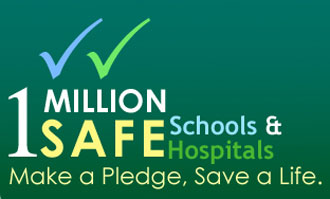 1 MILLION
SAFE Schools &
Hospitals
Make a Pledge, Save a Life.